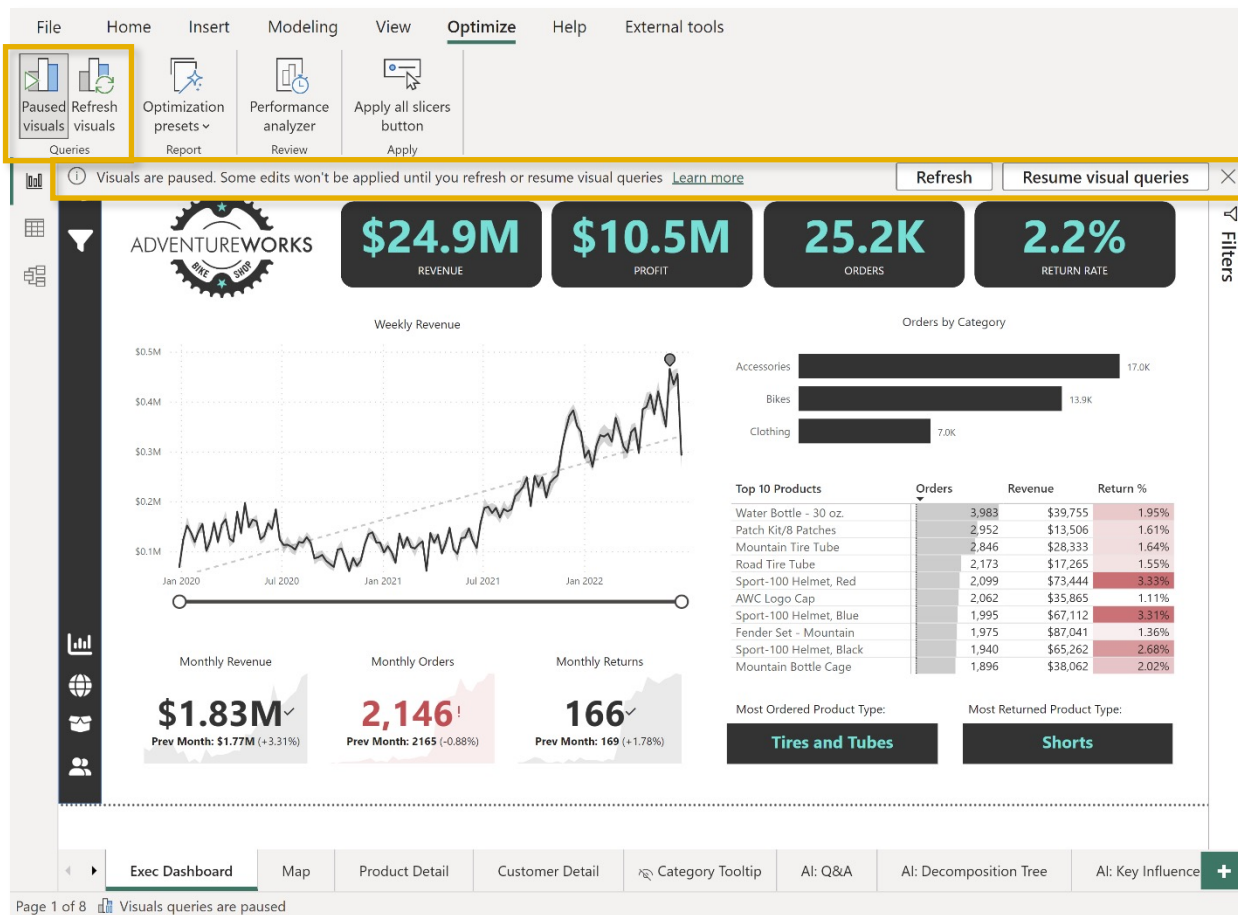 File Home Insert Modeling View Optimize Help External tools
Paused visuals
Refresh visuals
Optimization presets
Performance analyzer
Apply all slicers button
Queries Report Review Apply
Visuals are paused. Some edits won't be applied until you refresh or resume visual queries Learn more Refresh Resume visual queries
Filters
ADVENTUREWORKS
BIKE SHOP
$24.9M
REVENUE
$10.5M
PROFIT
25.2K
ORDERS
2.2%
RETURN RATE
Weekly Revenue
$0.5M
$0.4M
$0.3M
$0.2M
$0.1M
Jan 2020 Jul 2020 Jan 2021 Jul 2021 Jan 2022
Orders by Category
Accessories 17.0K
Bikes 13.9K
Clothing 7.0K
Top 10 Products Orders Revenue Return %
Water Bottle - 30 oz. 3,983 $39,755 1.95%
Patch Kit/8 Patches 2,952 $13,506 1.61%
Mountain Tire Tube 2,846 $28,333 1.64%
Road Tire Tube 2,173 $17,265 1.55%
Sport-100 Helmet, Red 2,099 $73,444 3.33%
AWC Logo Cap 2,062 $35,865 1.11%
Sport-100 Helmet, Blue 1,995 $67,112 3.31%
Fender Set - Mountain 1,975 $87,041 1.36%
Sport-100 Helmet, Black 1,940 $65,262 2.68%
Mountain Bottle Cage 1,896 $38,062 2.02%
Monthly Revenue
$1.83M
Prev Month: $1.77M (+3.31%)
Monthly Orders
2,146!
Prev Month: 2165 (-0.88%)
Monthly Returns
166
Prev Month: 169 (+1.78%)
Most Ordered Product Type:
Tires and Tubes
Most Returned Product Type:
Shorts
Exec Dashboard Map Product Detail Customer Detail Category Tooltip AI: Q&A AI: Decomposition Tree AI: Key Influence
Page 1 of 8 Visuals queries are paused